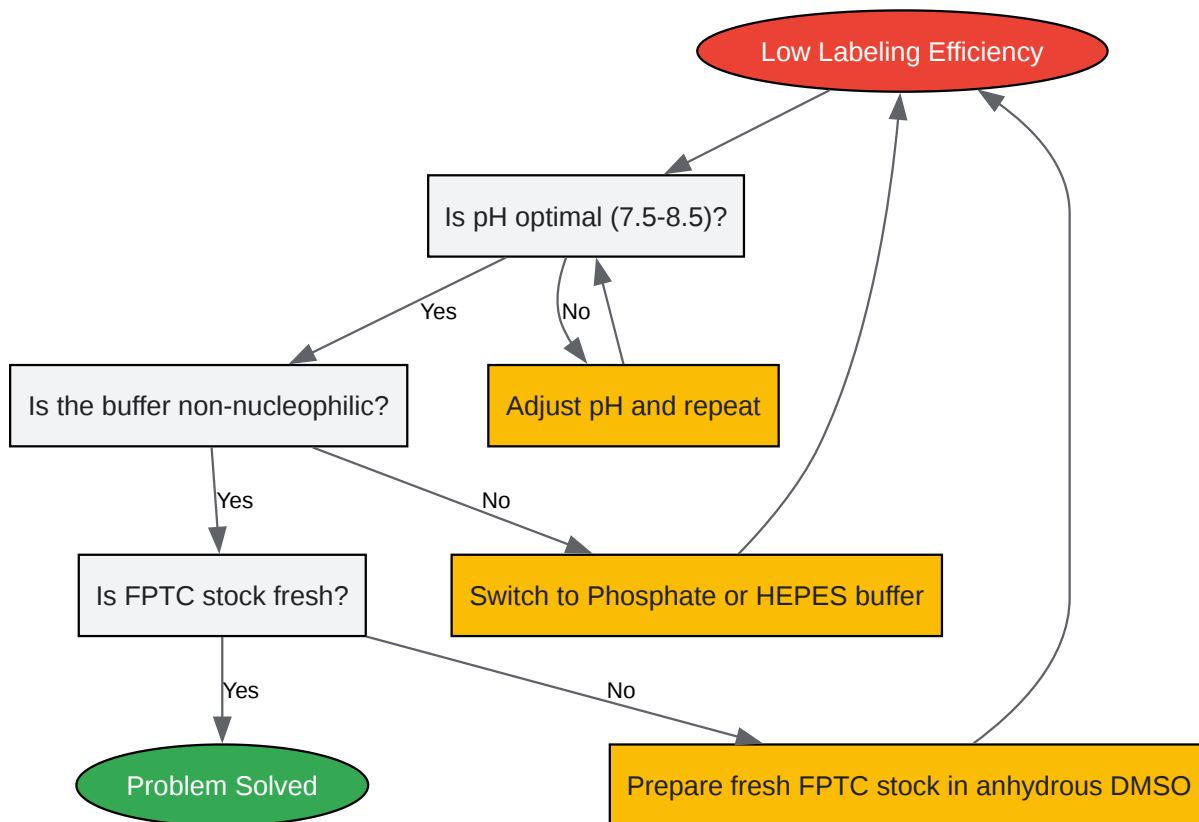 Low Labeling Efficiency
Is pH optimal (7.5-8.5)?
Yes
No
Is the buffer non-nucleophilic?
Adjust pH and repeat
Yes
No
Is FPTC stock fresh?
Switch to Phosphate or HEPES buffer
Yes
No
Problem Solved
Prepare fresh FPTC stock in anhydrous DMSO